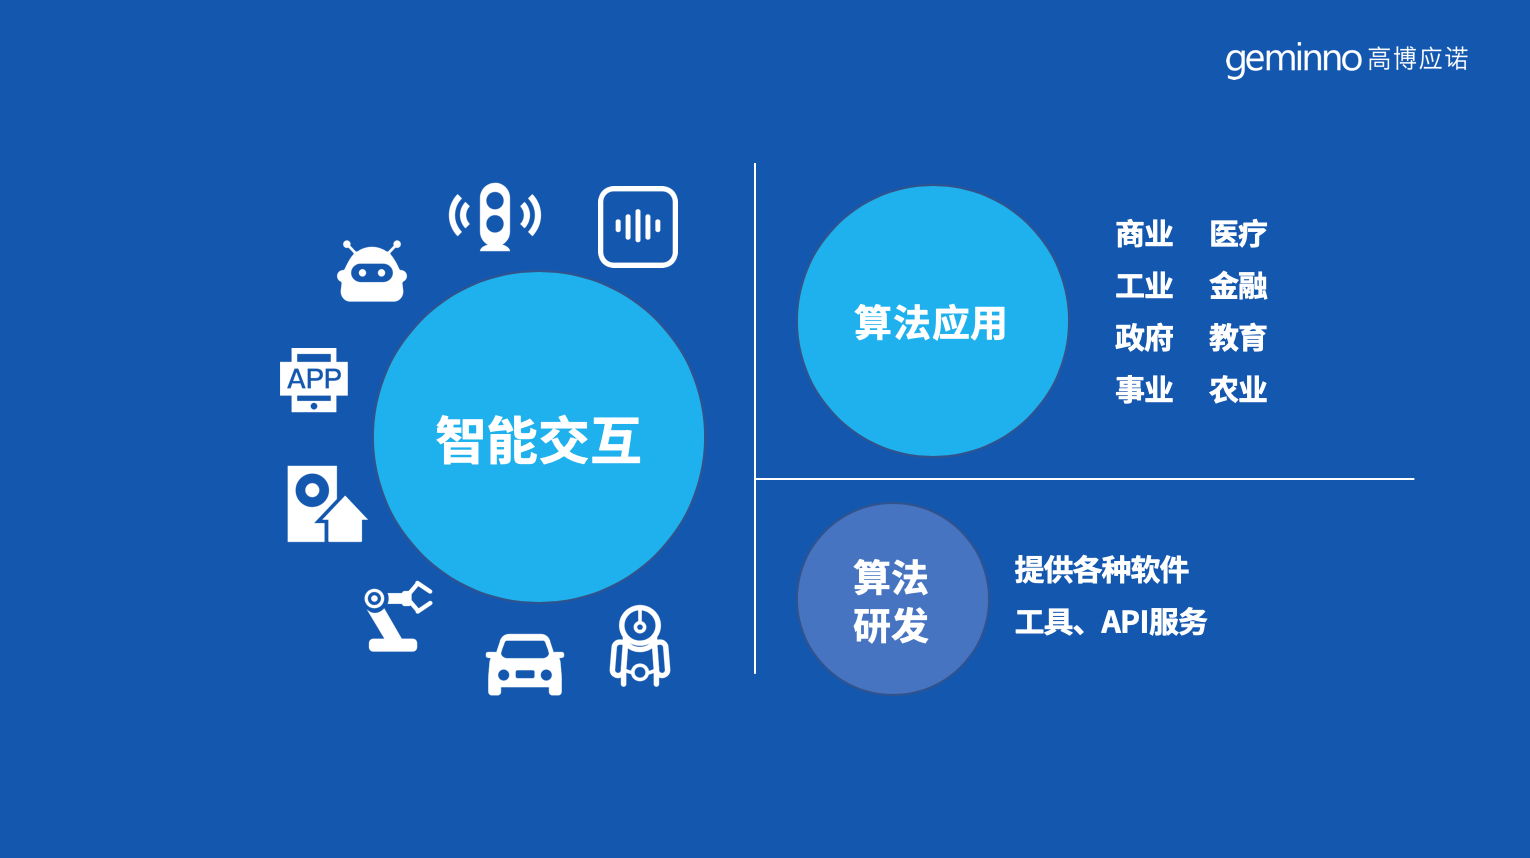 geminno 高博应诺
APP
智能交互
算法应用
商业 医疗
工业 金融
政府 教育
事业 农业
算法
研发
提供各种软件
工具、API服务